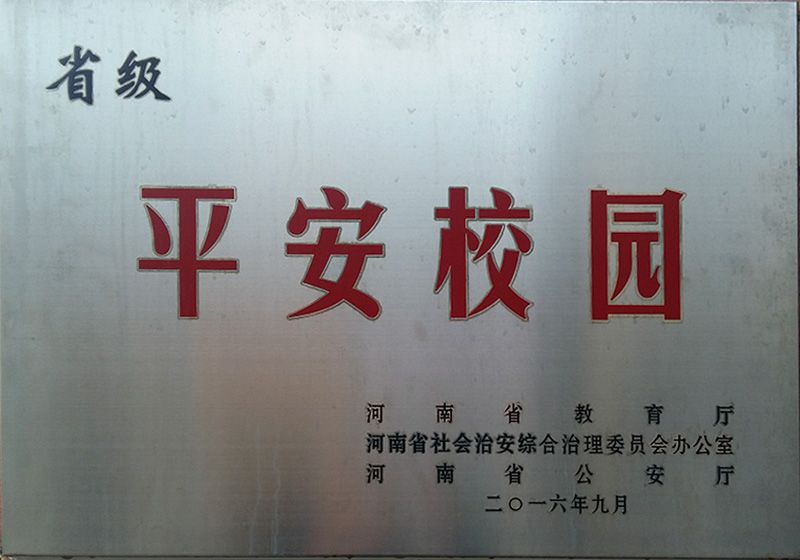 省级
平安校园
河南省教育厅
河南省社会治安综合治理委员会办公室
河南省公安厅
二〇一六年九月